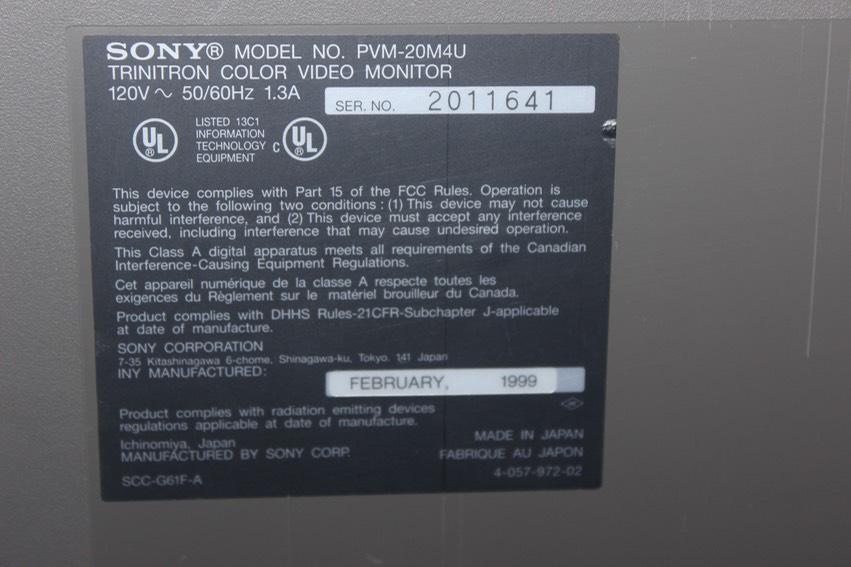 SONY® MODEL NO. PVM-20M4U
TRINITRON COLOR VIDEO MONITOR
120V ~ 50/60Hz 1.3A
SER. NO. 2011641
UL
LISTED 13C1
INFORMATION
TECHNOLOGY
EQUIPMENT
C UL
This device complies with Part 15 of the FCC Rules. Operation is
subject to the following two conditions : (1) This device may not cause
harmful interference, and (2) This device must accept any interference
received, including interference that may cause undesired operation.
This Class A digital apparatus meets all requirements of the Canadian
Interference-Causing Equipment Regulations.
Cet appareil numérique de la classe A respecte toutes les
exigences du Règlement sur le matériel brouilleur du Canada.
Product complies with DHHS Rules-21CFR-Subchapter J-applicable
at date of manufacture.
SONY CORPORATION
7-35 Kitashinagawa 6-chome, Shinagawa-ku, Tokyo. 141 Japan
INY MANUFACTURED:
FEBRUARY, 1999
Product complies with radiation emitting devices
regulations applicable at date of manufacture.
Ichinomiya, Japan
MANUFACTURED BY SONY CORP.
MADE IN JAPAN
FABRIQUE AU JAPON
4-057-972-02
SCC-G61F-A